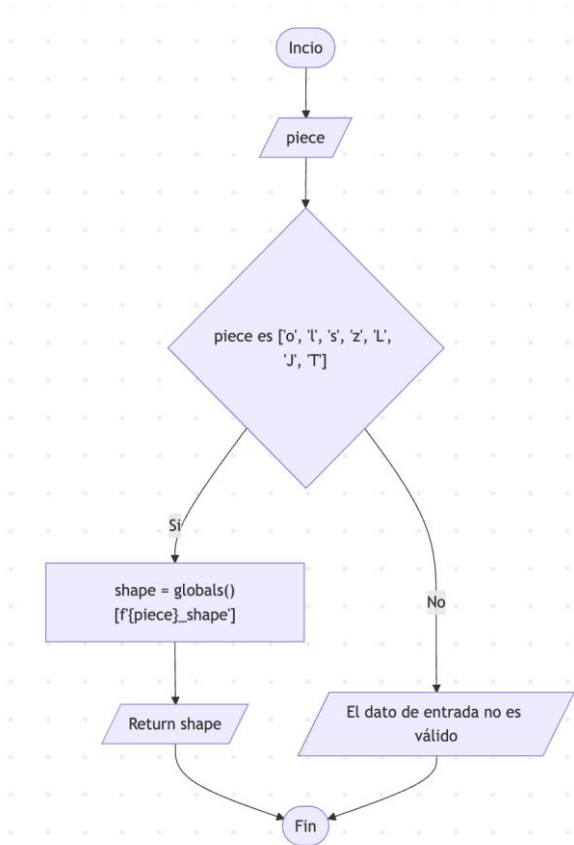 Incio
piece
piece es ['o', 'l', 's', 'z', 'L',
'J', 'T']
Si
No
shape = globals()
[f'{piece}_shape']
Return shape
El dato de entrada no es
válido
Fin